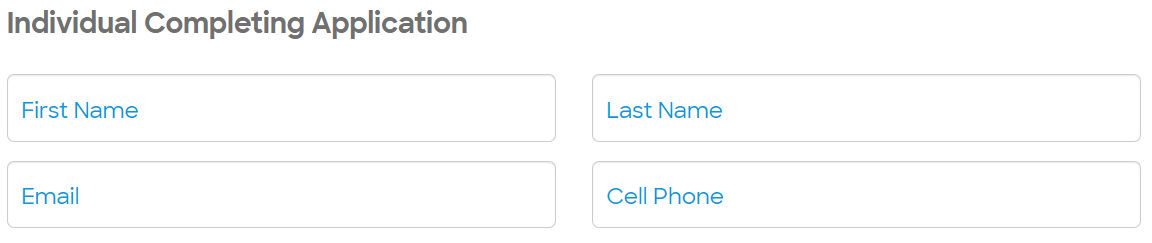 Individual Completing Application
First Name
Last Name
Email
Cell Phone